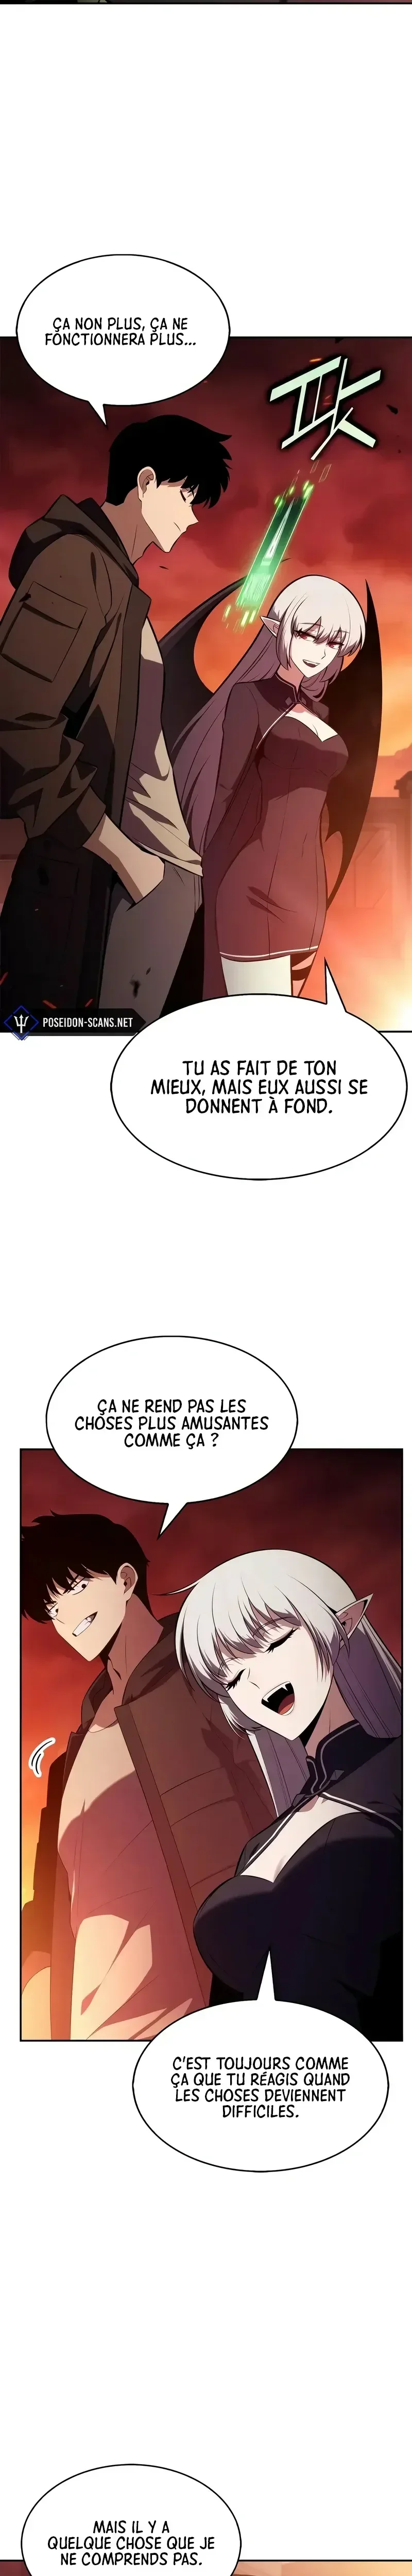 ÇA NON PLUS, ÇA NE
FONCTIONNERA PLUS...
파
POSEIDON-SCANS.NET
TU AS FAIT DE TON
MIEUX, MAIS EUX AUSSI SE
DONNENT À FOND.
ÇA NE REND PAS LES
CHOSES PLUS AMUSANTES
COMME ÇA ?
C'EST TOUJOURS COMME
ÇA QUE TU RÉAGIS QUAND
LES CHOSES DEVIENNENT
DIFFICILES.
MAIS IL Y A
QUELQUE CHOSE QUE JE
NE COMPRENDS PAS.